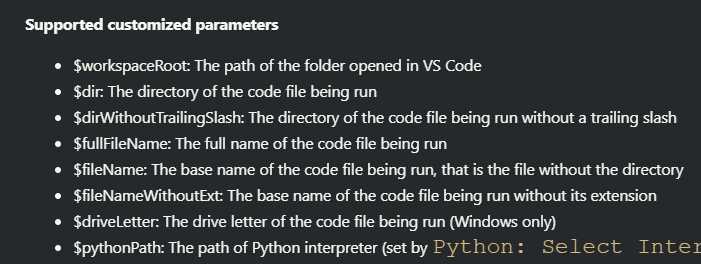 Supported customized parameters
• $workspaceRoot: The path of the folder opened in VS Code
• $dir: The directory of the code file being run
• $dirWithoutTrailingSlash: The directory of the code file being run without a trailing slash
• $fullFileName: The full name of the code file being run
• $fileName: The base name of the code file being run, that is the file without the directory
• $fileNameWithoutExt: The base name of the code file being run without its extension
• $driveLetter: The drive letter of the code file being run (Windows only)
• $pythonPath: The path of Python interpreter (set by Python: Select Inter